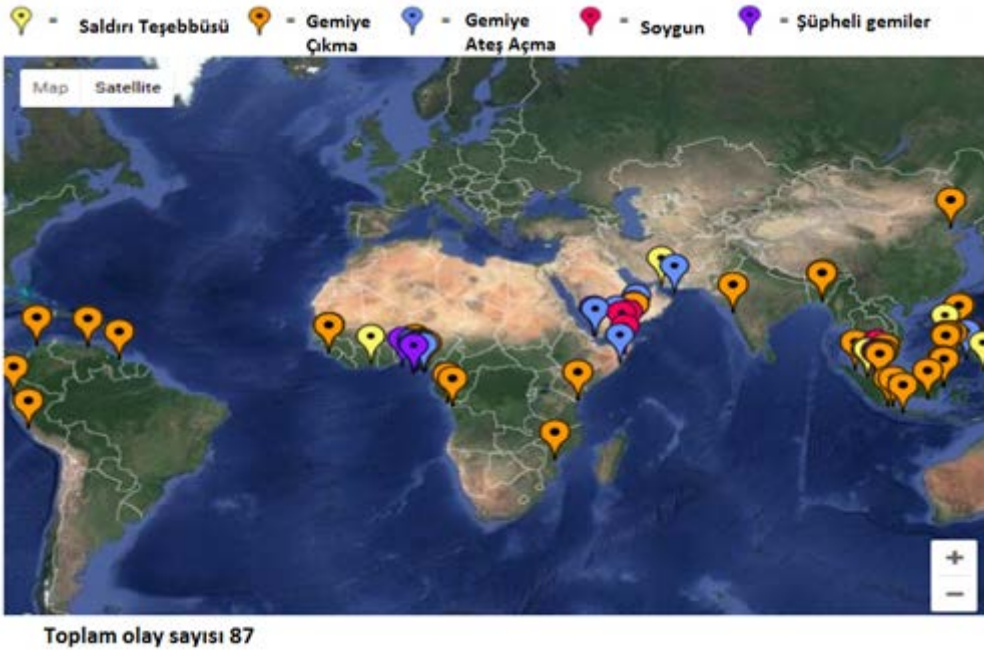 = Saldırı Teşebbüsü = Gemiye Çıkma = Gemiye Ateş Açma = Soygun = Şüpheli gemiler
Map Satellite
+
−
Toplam olay sayısı 87